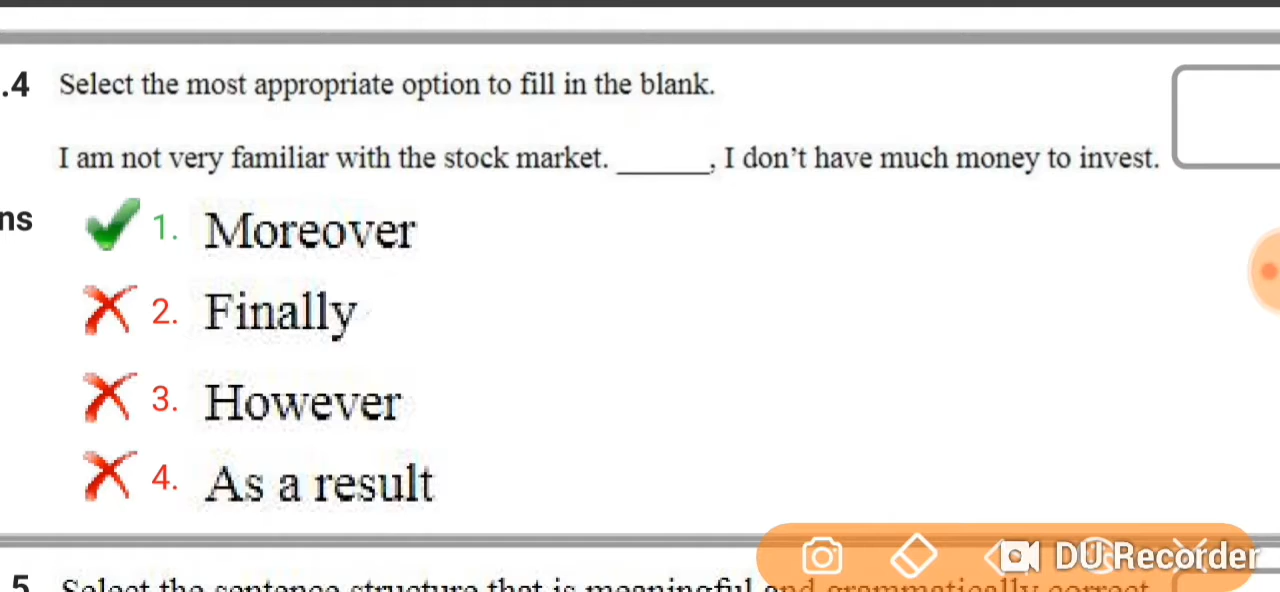 .4 Select the most appropriate option to fill in the blank.
I am not very familiar with the stock market. ______, I don't have much money to invest.
ns 1. Moreover
2. Finally
3. However
4. As a result
DU Recorder
5 Select the sentence structure that is meaningful and grammatically correct